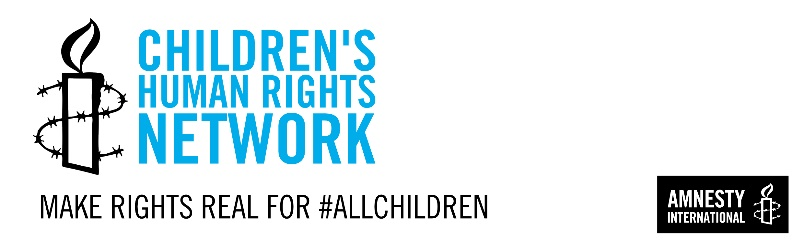 CHILDREN'S
HUMAN RIGHTS
NETWORK
MAKE RIGHTS REAL FOR #ALLCHILDREN
AMNESTY
INTERNATIONAL